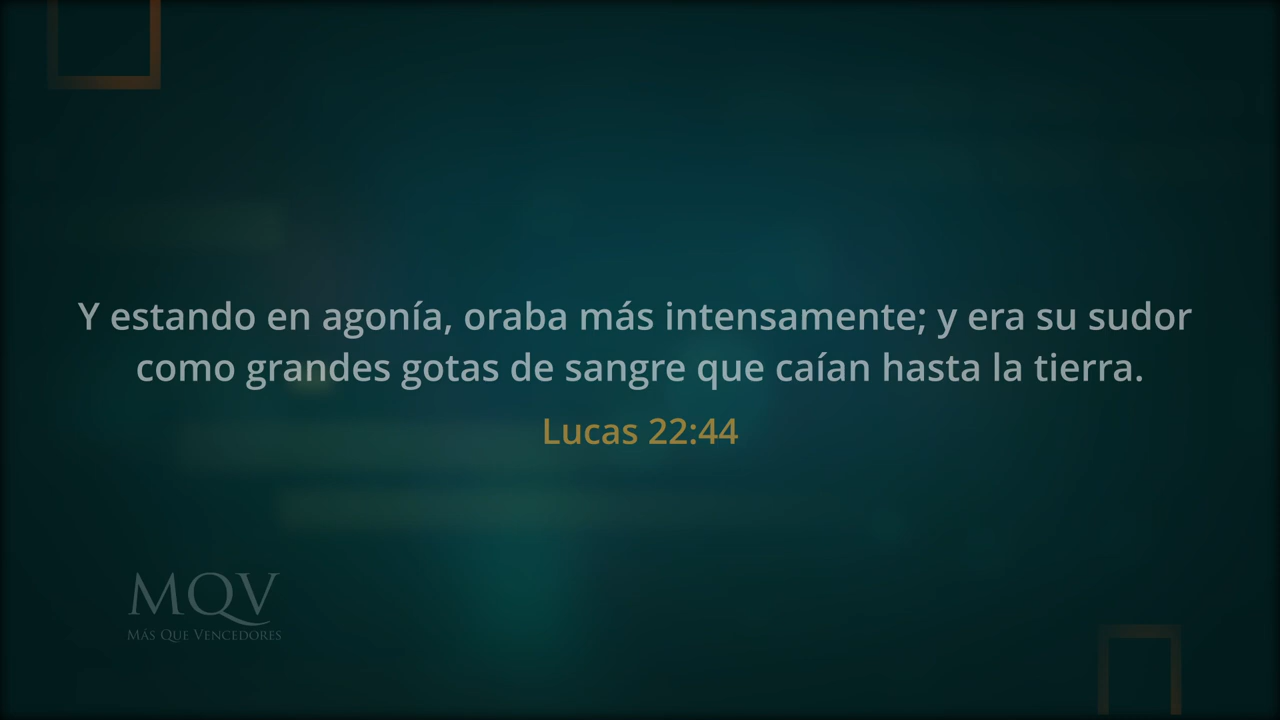 Y estando en agonía, oraba más intensamente; y era su sudor
como grandes gotas de sangre que caían hasta la tierra.
Lucas 22:44
MQV
Más Que Vencedores